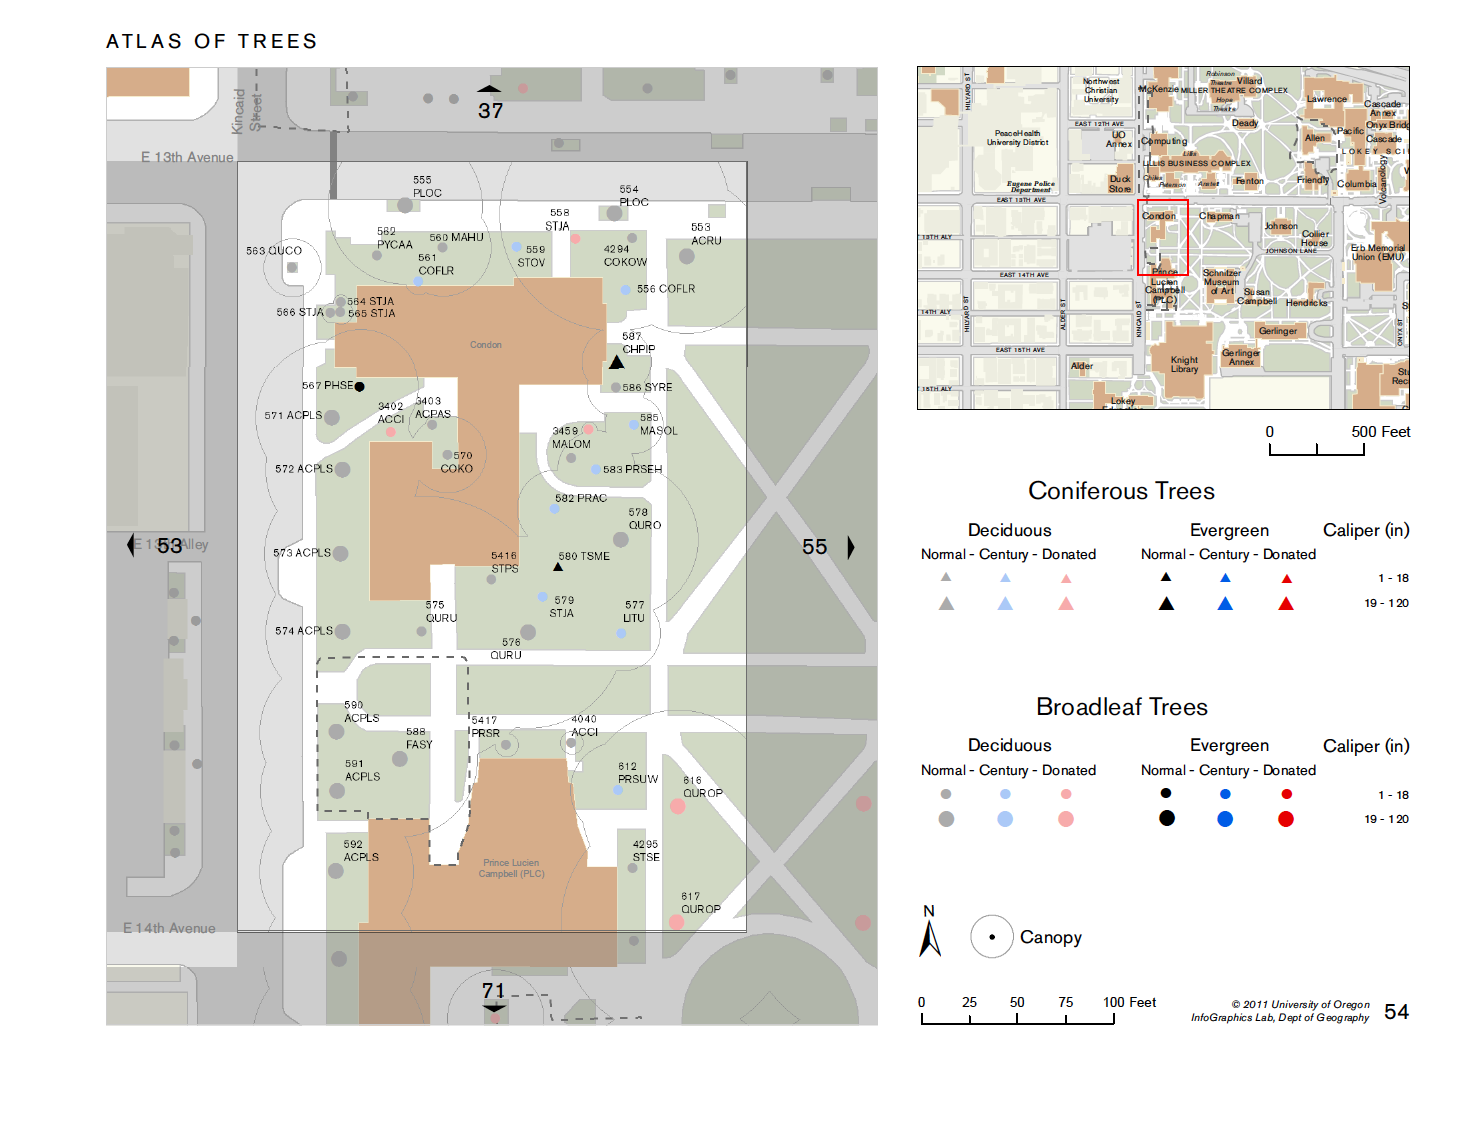 ATLAS OF TREES
37
Kincaid
Street
E 13th Avenue
555
PLOC
554
PLOC
558
STJA
553
ACRU
562
PYCAA
560 MAHU
563 QUCO
561
COFLR
559
STOV
4294
COKOW
556 COFLR
564 STJA
566 STJA
565 STJA
Condon
587
CHPIP
567 PHSE
586 SYRE
571 ACPLS
3402
ACCI
3403
ACPAS
585
MASOL
3459
MALOM
570
COKO
572 ACPLS
583 PRSEH
582 PRAC
578
QURO
E 13th Alley
53
55
573 ACPLS
5416
STPS
580 TSME
575
QURU
579
STJA
577
LITU
574 ACPLS
576
QURU
590
ACPLS
588
FASY
5417
PRSR
4040
ACCI
591
ACPLS
612
PRSUW
616
QUROP
592
ACPLS
4295
STSE
Prince Lucien
Campbell (PLC)
617
QUROP
E 14th Avenue
71
Northwest
Christian
University
HILYARD ST
McKenzie
Robinson
Theatre
Villard
MILLER THEATRE COMPLEX
Hope
Theatre
Lawrence
Cascade
Annex
Onyx Bridg
EAST 12TH AVE
Deady
Pacific
PeaceHealth
University District
UO
Annex
Computing
Allen
Cascade
LOKEY SCI
Lillis
LILLIS BUSINESS COMPLEX
Volcanology
Duck
Store
Chiles
Peterson
Anstett
Fenton
Friendly
Columbia
V
Eugene Police
Department
EAST 13TH AVE
Condon
Chapman
Johnson
Collier
House
13TH ALY
JOHNSON LANE
Erb Memorial
Union (EMU)
EAST 14TH AVE
Prince
Lucien
Campbell
(PLC)
Schnitzer
Museum
of Art
Susan
Campbell
Hendricks
S
14TH ALY
HILYARD ST
ALDER ST
KINCAID ST
Gerlinger
ONYX ST
EAST 15TH AVE
Alder
Knight
Library
Gerlinger
Annex
Stu
Rec
15TH ALY
Lokey
0 500 Feet
Coniferous Trees
Deciduous Evergreen Caliper (in)
Normal - Century - Donated Normal - Century - Donated
1 - 18
19 - 120
Broadleaf Trees
Deciduous Evergreen Caliper (in)
Normal - Century - Donated Normal - Century - Donated
1 - 18
19 - 120
N
Canopy
0 25 50 75 100 Feet
© 2011 University of Oregon
InfoGraphics Lab, Dept of Geography
54